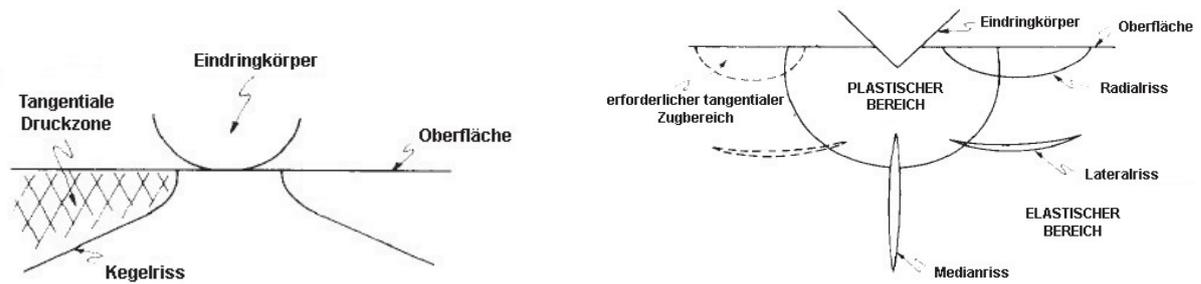 Eindringkörper
Tangentiale
Druckzone
Oberfläche
Kegelriss
Eindringkörper
Oberfläche
erforderlicher tangentialer
Zugbereich
PLASTISCHER
BEREICH
Radialriss
Lateralriss
ELASTISCHER
BEREICH
Medianriss